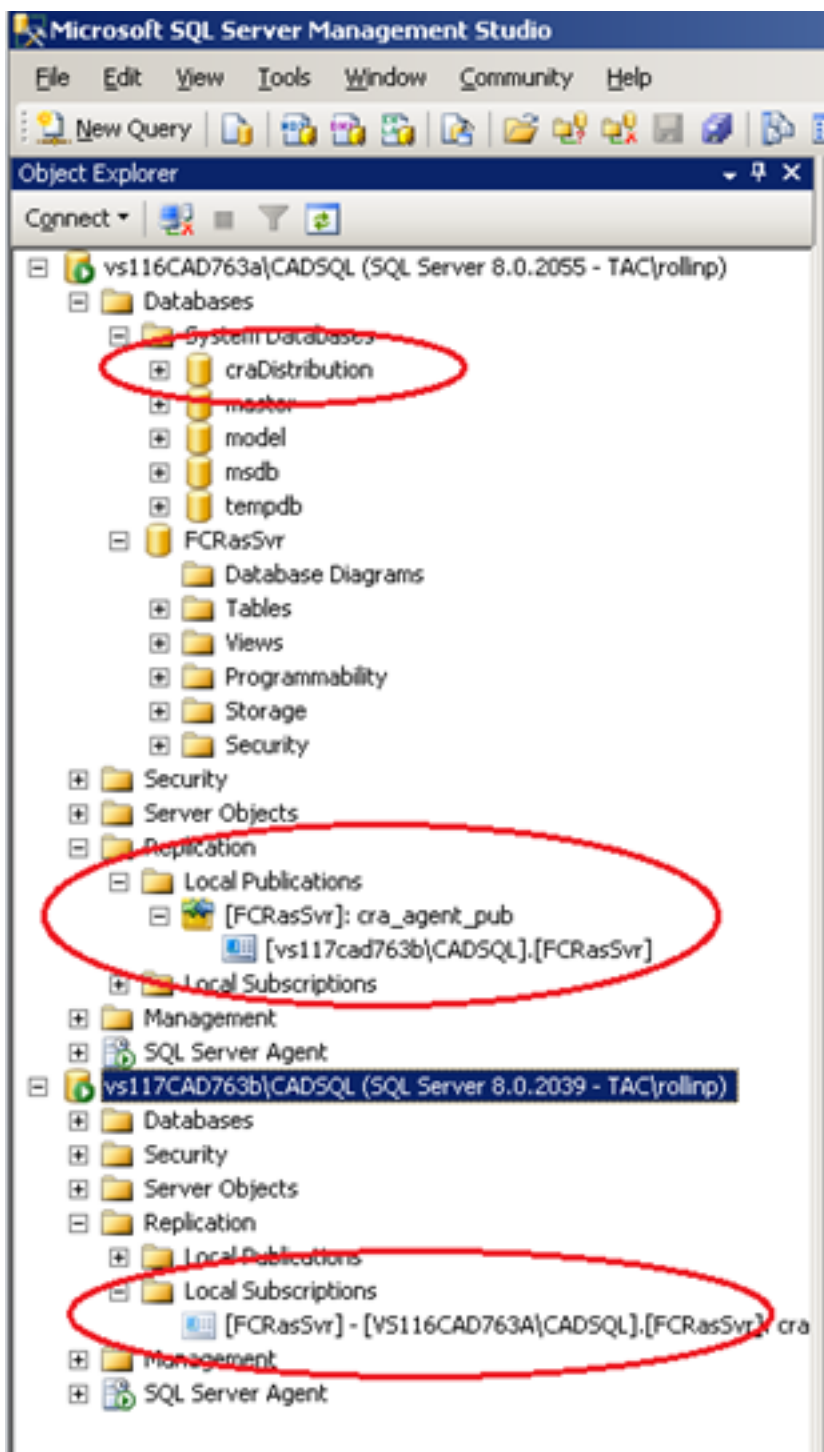 Microsoft SQL Server Management Studio
File Edit View Tools Window Community Help
New Query
Object Explorer
Connect
vs116CAD763a\CADSQL (SQL Server 8.0.2055 - TAC\rollinp)
Databases
System Databases
craDistribution
master
model
msdb
tempdb
FCRasSvr
Database Diagrams
Tables
Views
Programmability
Storage
Security
Security
Server Objects
Replication
Local Publications
[FCRasSvr]: cra_agent_pub
[vs117cad763b\CADSQL].[FCRasSvr]
Local Subscriptions
Management
SQL Server Agent
vs117CAD763b\CADSQL (SQL Server 8.0.2039 - TAC\rollinp)
Databases
Security
Server Objects
Replication
Local Publications
Local Subscriptions
[FCRasSvr] - [VS116CAD763A\CADSQL].[FCRasSvr]: cra
Management
SQL Server Agent